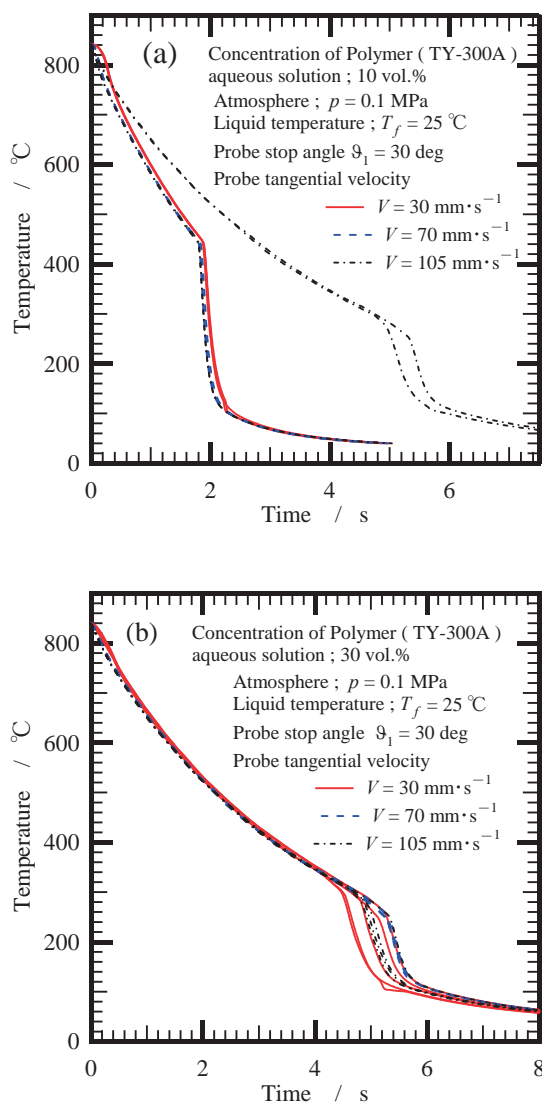 (a)
Concentration of Polymer ( TY-300A )
aqueous solution ; 10 vol.%
Atmosphere ; p = 0.1 MPa
Liquid temperature ; T_f = 25 ℃
Probe stop angle ϑ₁ = 30 deg
Probe tangential velocity
V = 30 mm·s⁻¹
V = 70 mm·s⁻¹
V = 105 mm·s⁻¹
Temperature / ℃
800
600
400
200
0
0 2 4 6
Time / s
(b)
Concentration of Polymer ( TY-300A )
aqueous solution ; 30 vol.%
Atmosphere ; p = 0.1 MPa
Liquid temperature ; T_f = 25 ℃
Probe stop angle ϑ₁ = 30 deg
Probe tangential velocity
V = 30 mm·s⁻¹
V = 70 mm·s⁻¹
V = 105 mm·s⁻¹
Temperature / ℃
800
600
400
200
0
0 2 4 6 8
Time / s